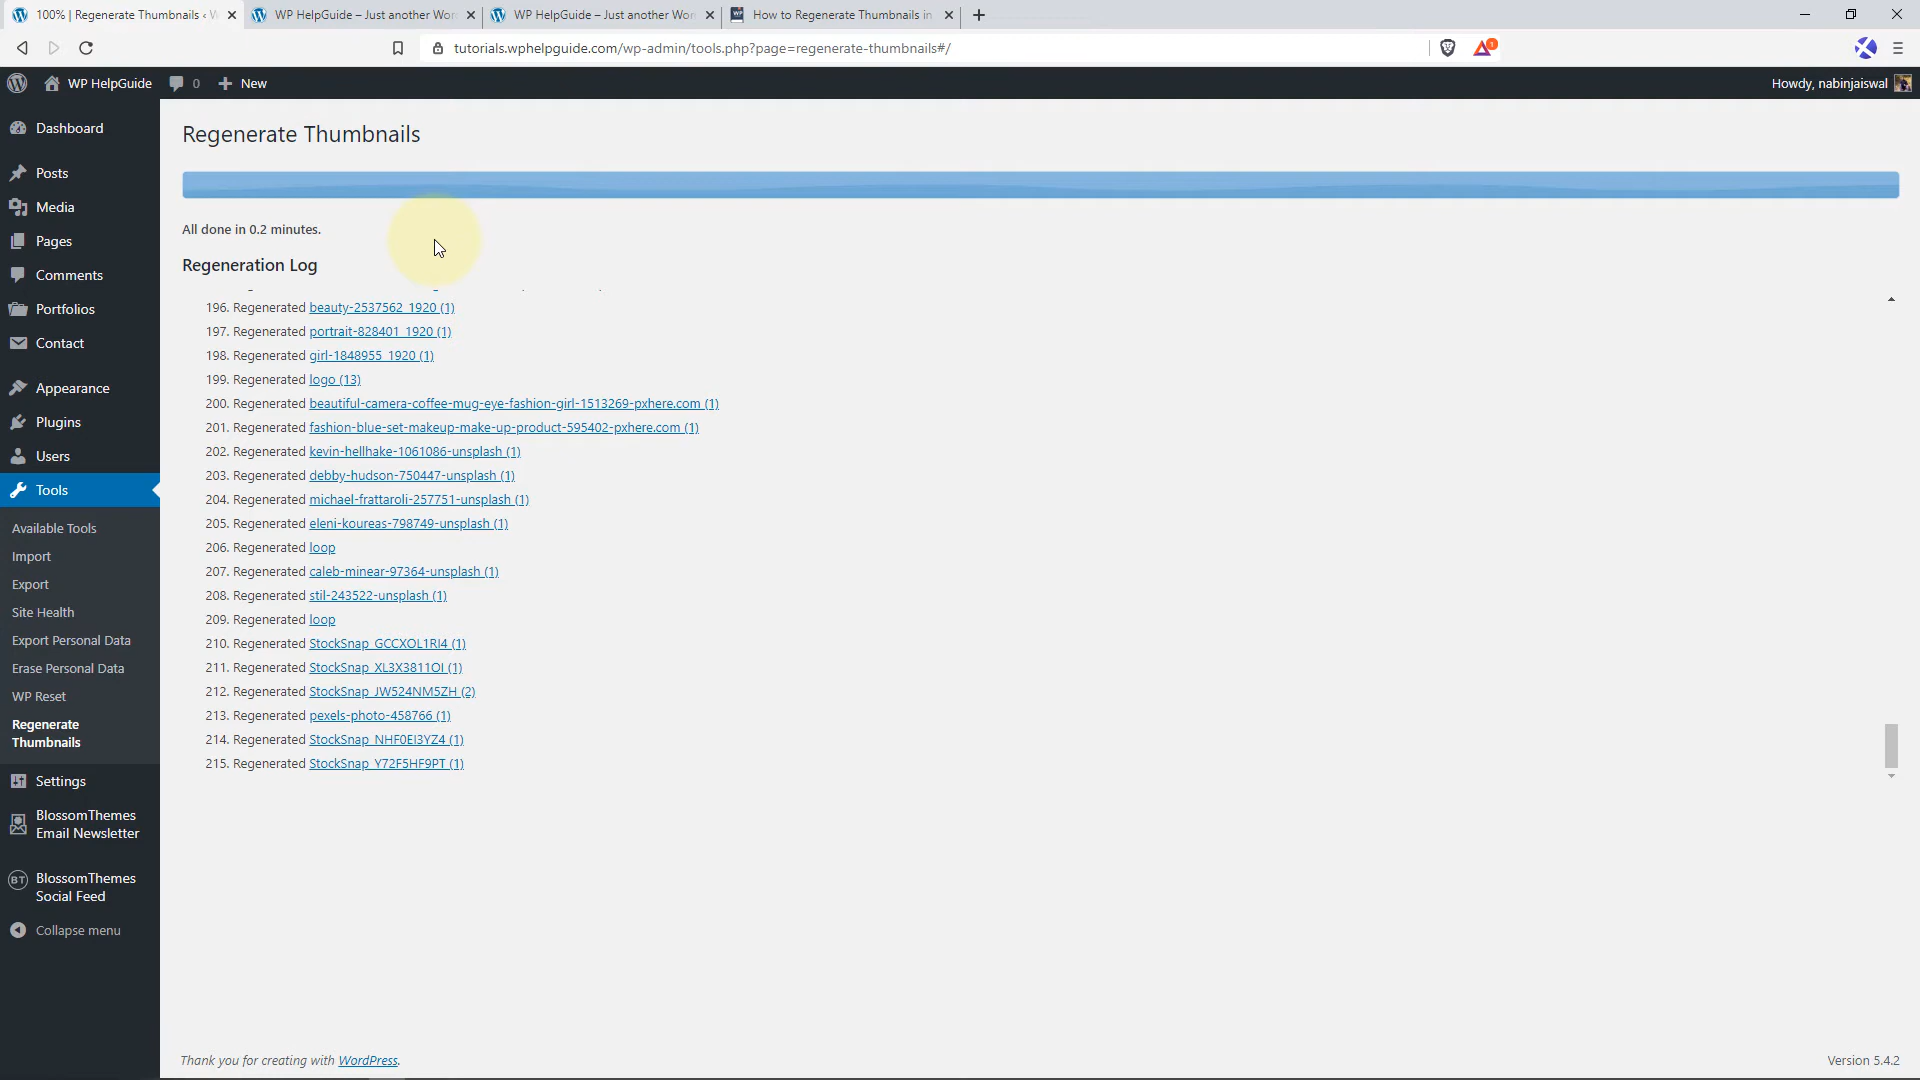 100% | Regenerate Thumbnails ‹ W
WP HelpGuide – Just another Wor
WP HelpGuide – Just another Wor
How to Regenerate Thumbnails in
tutorials.wphelpguide.com/wp-admin/tools.php?page=regenerate-thumbnails#/
1
WP HelpGuide
0
New
Howdy, nabinjaiswal
Dashboard
Posts
Media
Pages
Comments
Portfolios
Contact
Appearance
Plugins
Users
Tools
Available Tools
Import
Export
Site Health
Export Personal Data
Erase Personal Data
WP Reset
Regenerate
Thumbnails
Settings
BlossomThemes
Email Newsletter
BT
BlossomThemes
Social Feed
Collapse menu
Regenerate Thumbnails
All done in 0.2 minutes.
Regeneration Log
196. Regenerated beauty-2537562_1920 (1)
197. Regenerated portrait-828401_1920 (1)
198. Regenerated girl-1848955_1920 (1)
199. Regenerated logo (13)
200. Regenerated beautiful-camera-coffee-mug-eye-fashion-girl-1513269-pxhere.com (1)
201. Regenerated fashion-blue-set-makeup-make-up-product-595402-pxhere.com (1)
202. Regenerated kevin-hellhake-1061086-unsplash (1)
203. Regenerated debby-hudson-750447-unsplash (1)
204. Regenerated michael-frattaroli-257751-unsplash (1)
205. Regenerated eleni-koureas-798749-unsplash (1)
206. Regenerated loop
207. Regenerated caleb-minear-97364-unsplash (1)
208. Regenerated stil-243522-unsplash (1)
209. Regenerated loop
210. Regenerated StockSnap_GCCXOL1RI4 (1)
211. Regenerated StockSnap_XL3X3811OI (1)
212. Regenerated StockSnap_JW524NM5ZH (2)
213. Regenerated pexels-photo-458766 (1)
214. Regenerated StockSnap_NHF0EI3YZ4 (1)
215. Regenerated StockSnap_Y72F5HF9PT (1)
Thank you for creating with WordPress.
Version 5.4.2